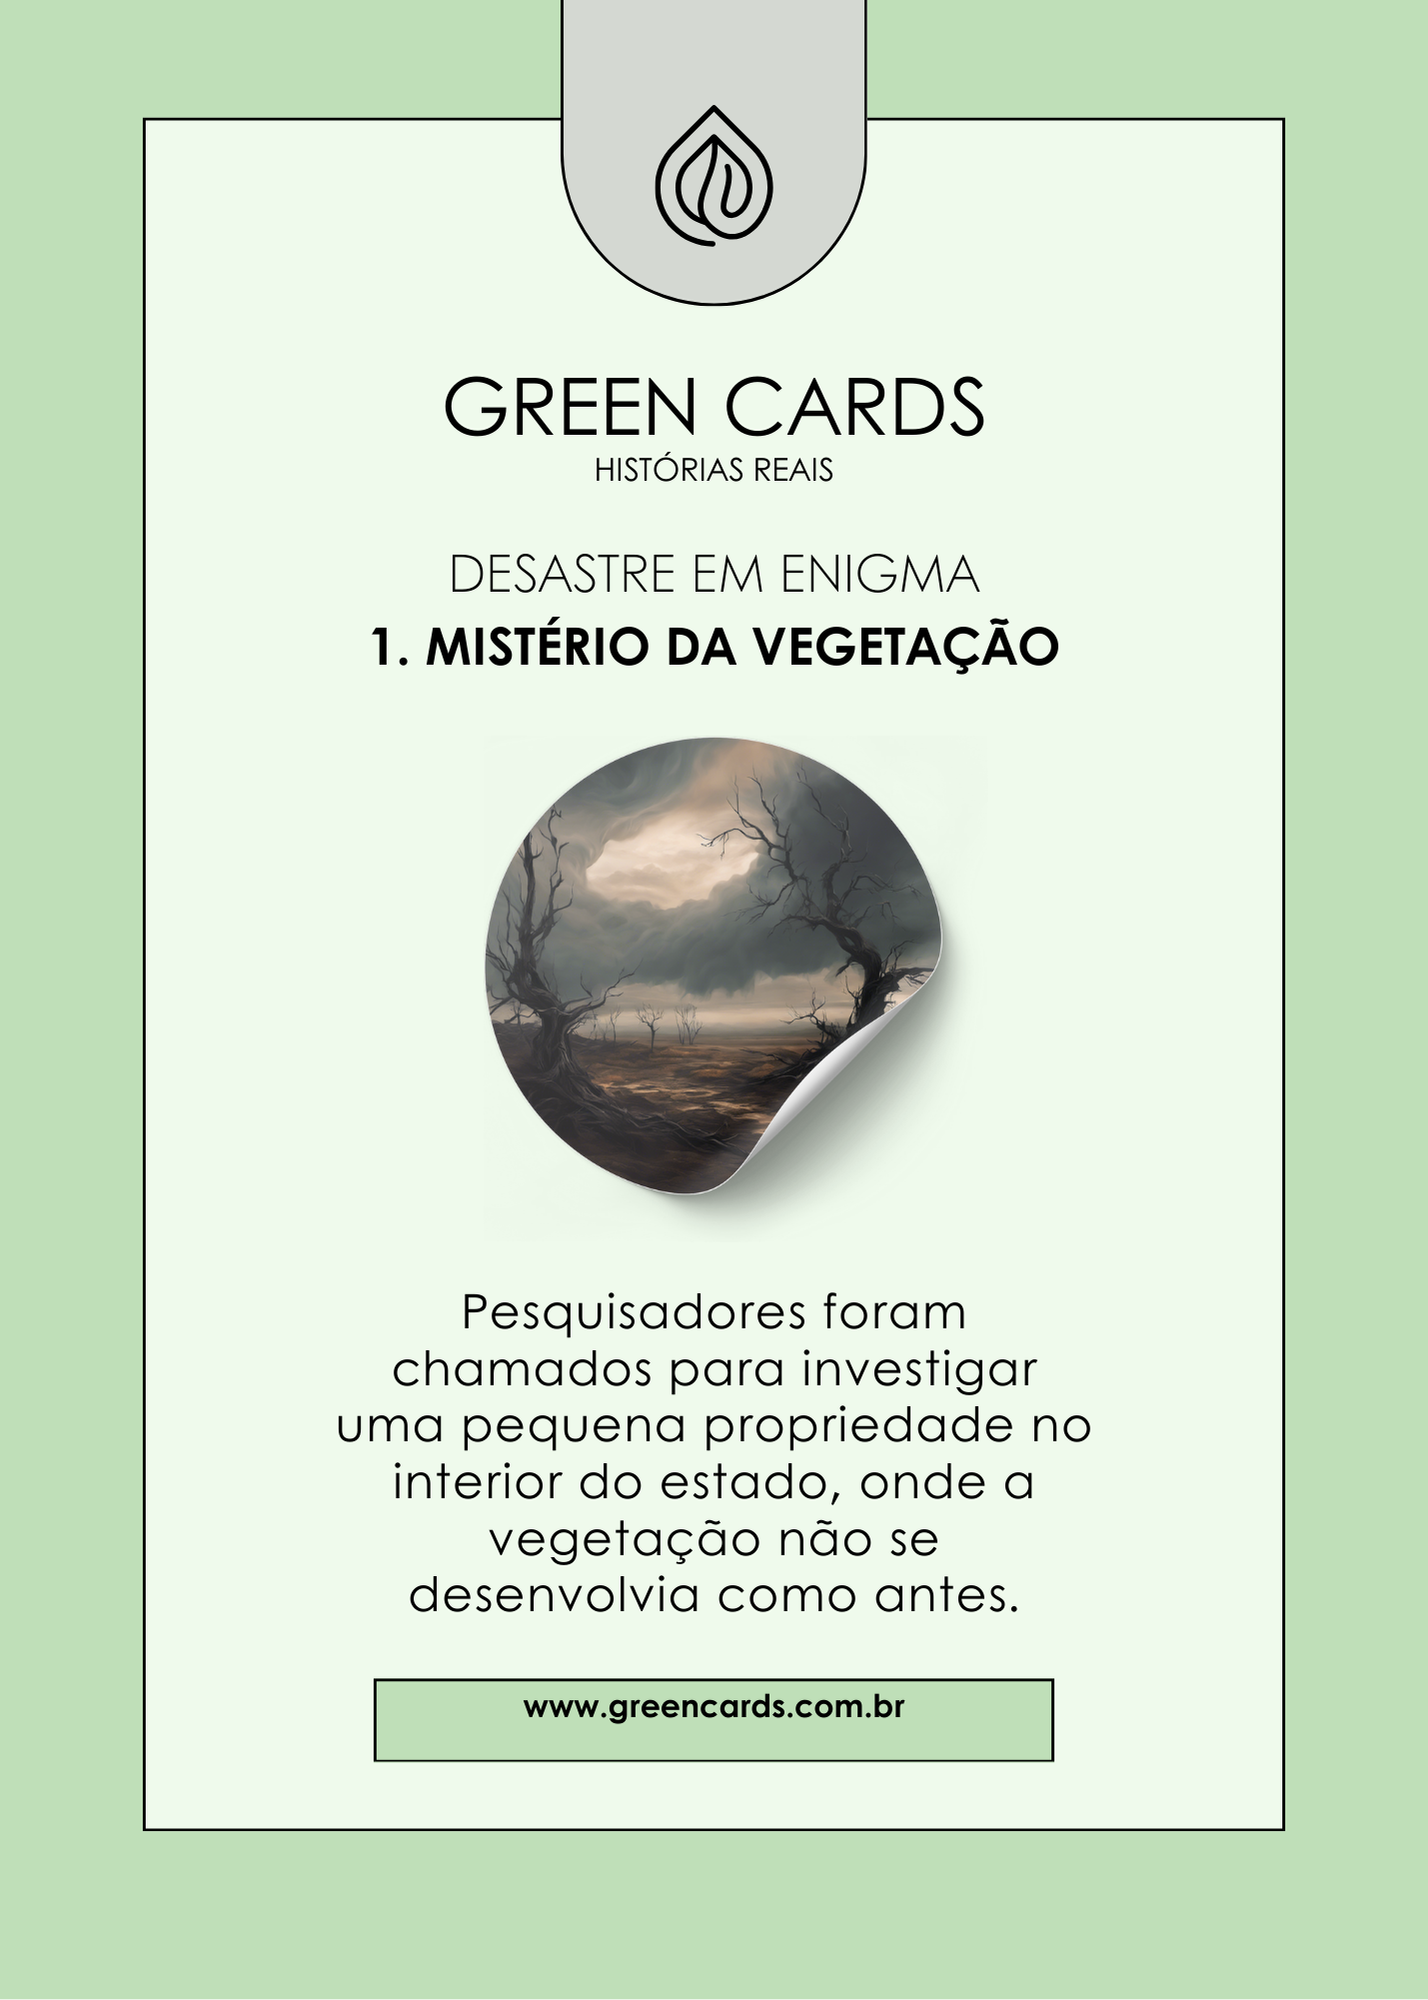 GREEN CARDS
HISTÓRIAS REAIS
DESASTRE EM ENIGMA
1. MISTÉRIO DA VEGETAÇÃO
Pesquisadores foram
chamados para investigar
uma pequena propriedade no
interior do estado, onde a
vegetação não se
desenvolvia como antes.
www.greencards.com.br